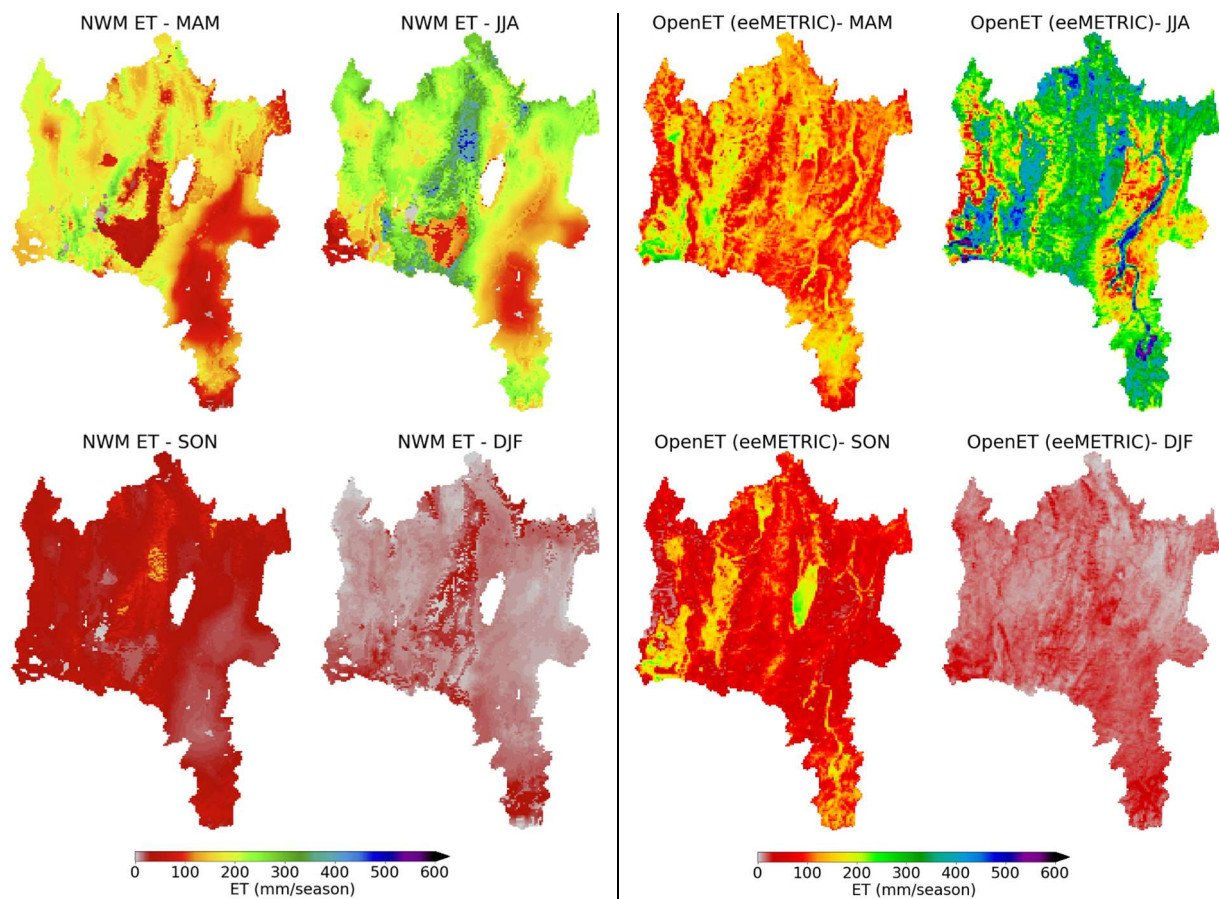 NWM ET - MAM
NWM ET - JJA
OpenET (eeMETRIC)- MAM
OpenET (eeMETRIC)- JJA
NWM ET - SON
NWM ET - DJF
OpenET (eeMETRIC)- SON
OpenET (eeMETRIC)- DJF
0 100 200 300 400 500 600
ET (mm/season)
0 100 200 300 400 500 600
ET (mm/season)